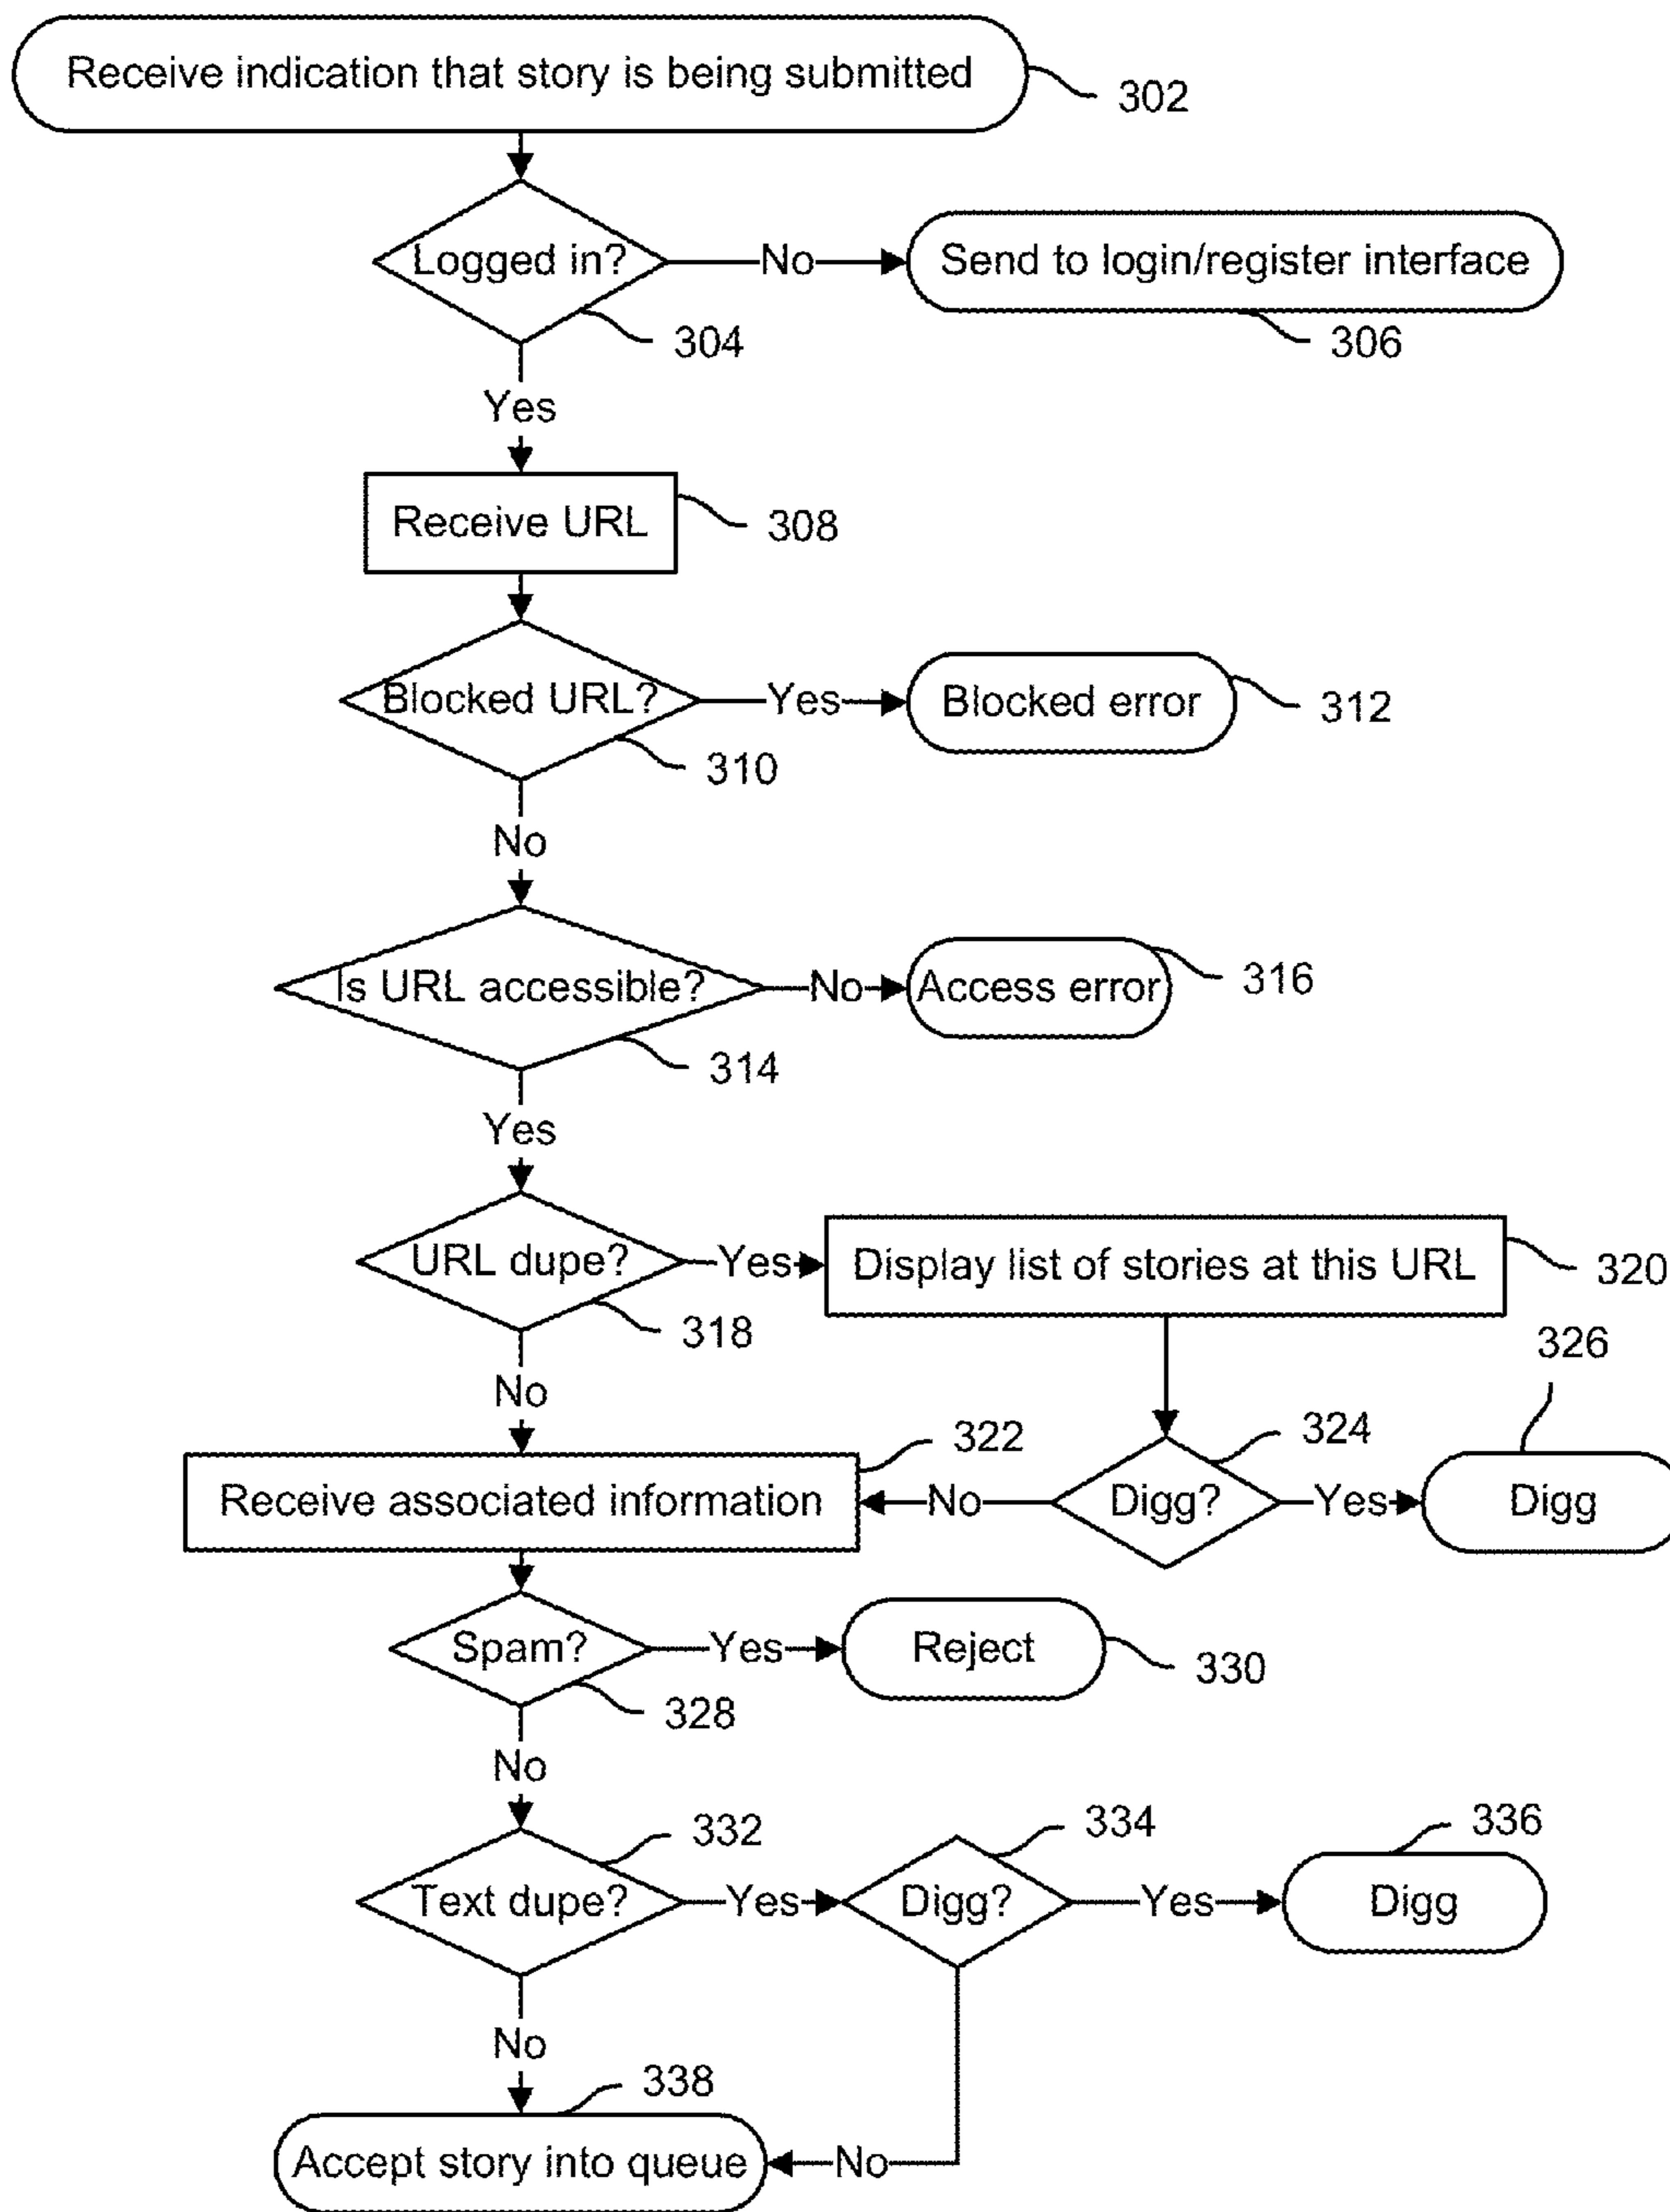 Receive indication that story is being submitted
302
Logged in?
No
Send to login/register interface
304
306
Yes
Receive URL
308
Blocked URL?
Yes
Blocked error
312
310
No
Is URL accessible?
No
Access error
316
314
Yes
URL dupe?
Yes
Display list of stories at this URL
320
318
326
No
322
324
Receive associated information
No
Digg?
Yes
Digg
Spam?
Yes
Reject
330
328
No
332
334
336
Text dupe?
Yes
Digg?
Yes
Digg
No
338
Accept story into queue
No